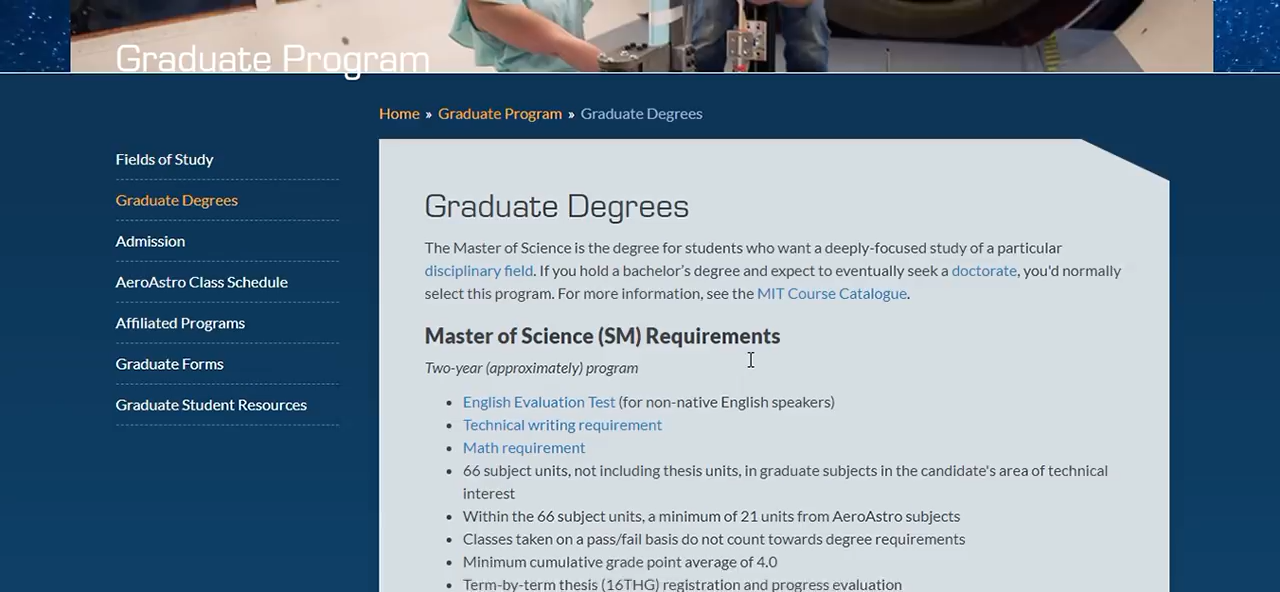 Graduate Program
Home » Graduate Program » Graduate Degrees
Fields of Study
Graduate Degrees
Admission
AeroAstro Class Schedule
Affiliated Programs
Graduate Forms
Graduate Student Resources
Graduate Degrees
The Master of Science is the degree for students who want a deeply-focused study of a particular
disciplinary field. If you hold a bachelor's degree and expect to eventually seek a doctorate, you'd normally
select this program. For more information, see the MIT Course Catalogue.
Master of Science (SM) Requirements
Two-year (approximately) program
• English Evaluation Test (for non-native English speakers)
• Technical writing requirement
• Math requirement
• 66 subject units, not including thesis units, in graduate subjects in the candidate's area of technical
interest
• Within the 66 subject units, a minimum of 21 units from AeroAstro subjects
• Classes taken on a pass/fail basis do not count towards degree requirements
• Minimum cumulative grade point average of 4.0
• Term-by-term thesis (16THG) registration and progress evaluation